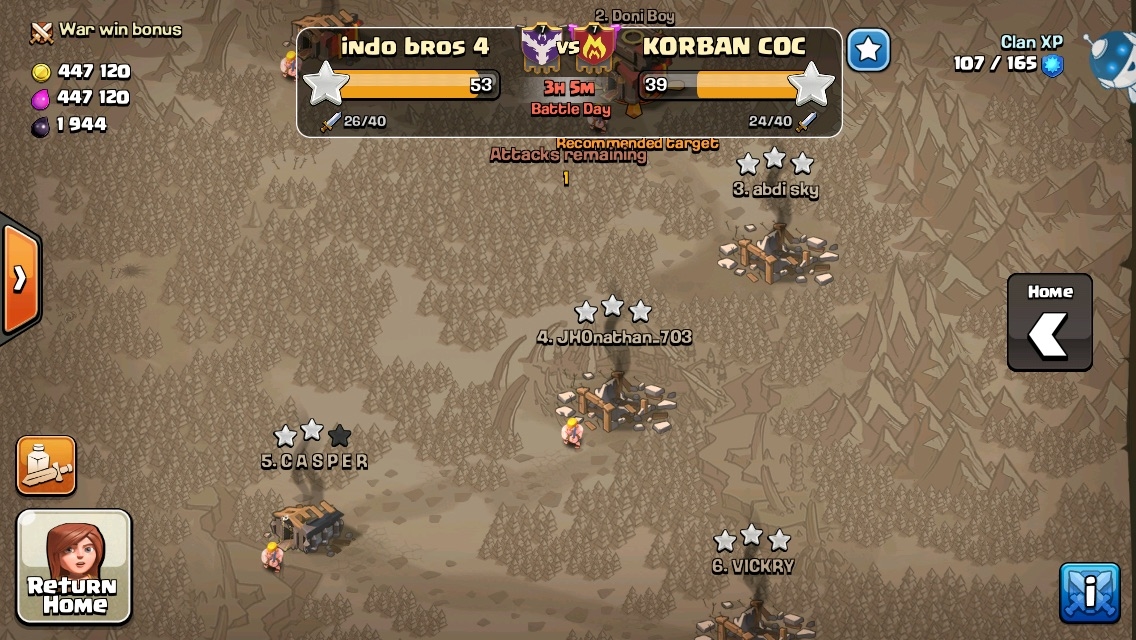 2. Doni Boy
War win bonus
indo bros 4
7
vs
7
KORBAN COC
Clan XP
447 120
53
3H 5M
39
107 / 165
447 120
Battle Day
1 944
26/40
24/40
Recommended target
Attacks remaining
1
3. abdi sky
Home
4. JHOnathan_703
5. C A S P E R
6. VICKRY
Return
Home
i